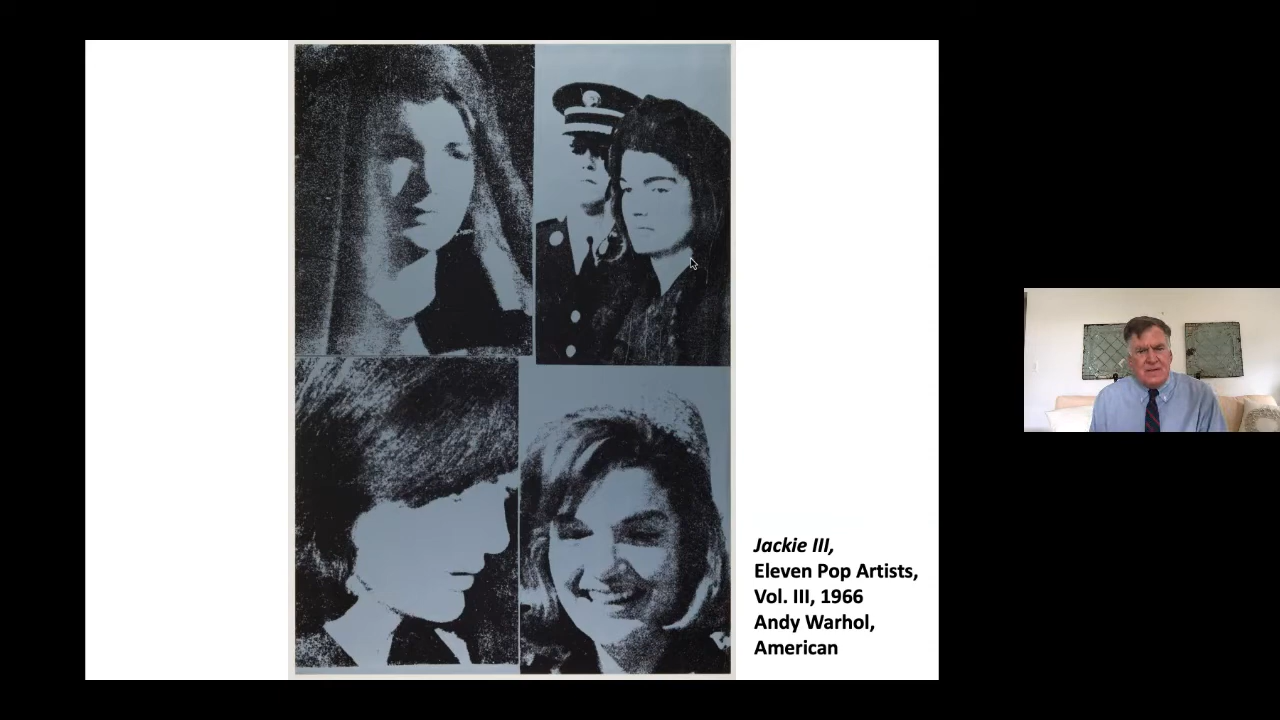 Jackie III,
Eleven Pop Artists,
Vol. III, 1966
Andy Warhol,
American